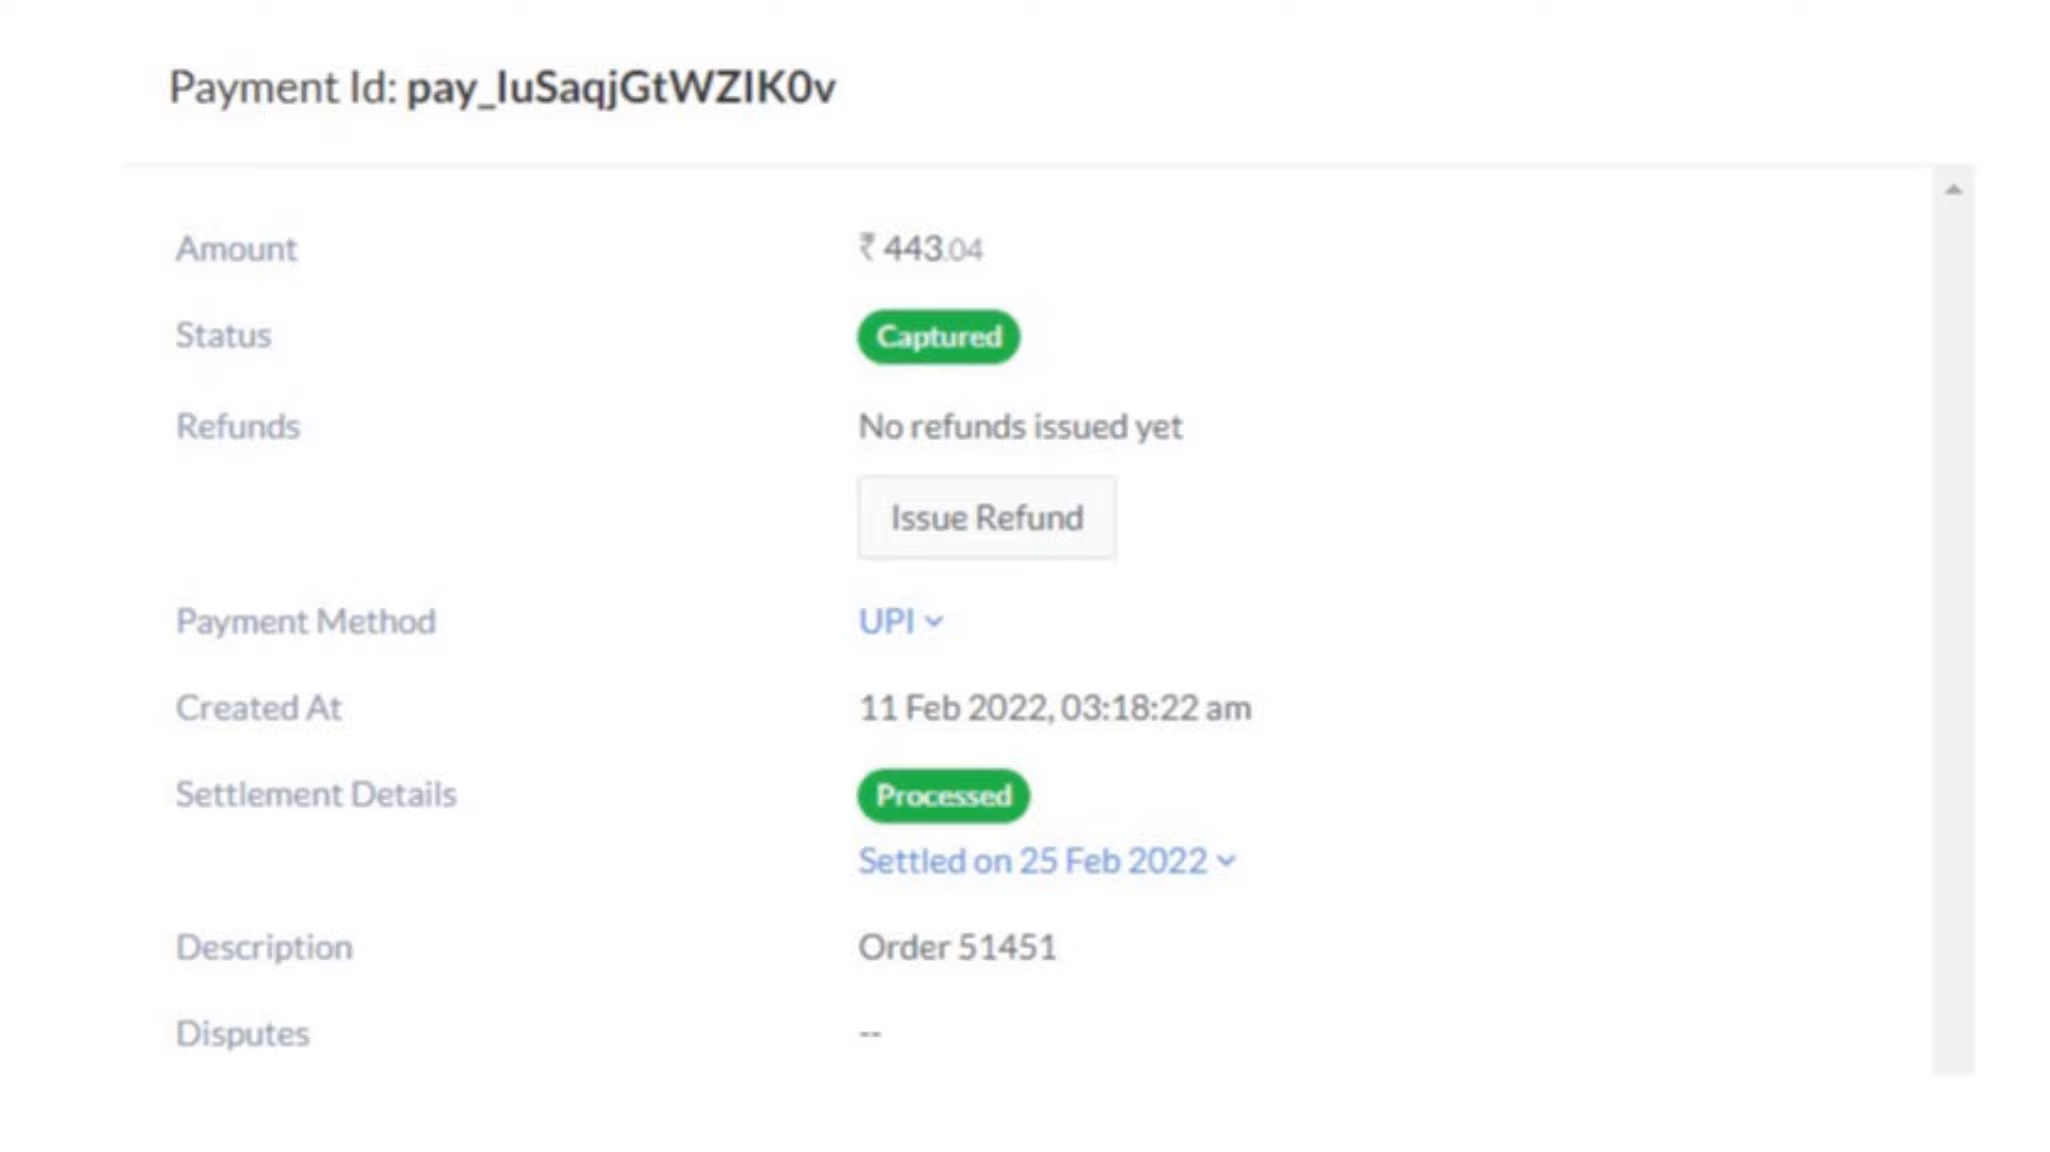 Payment Id: pay_IuSaqjGtWZIK0v
Amount ₹ 443.04
Status Captured
Refunds No refunds issued yet
Issue Refund
Payment Method UPI
Created At 11 Feb 2022, 03:18:22 am
Settlement Details Processed
Settled on 25 Feb 2022
Description Order 51451
Disputes --